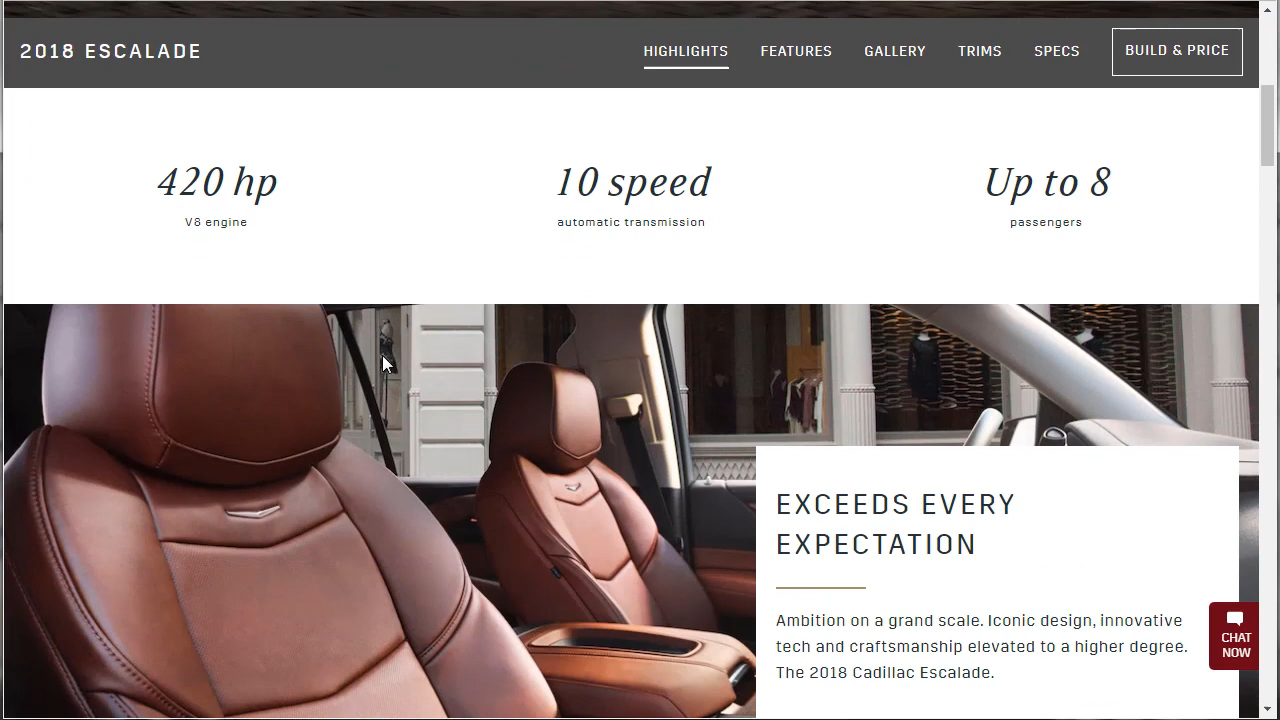 2018 ESCALADE
HIGHLIGHTS FEATURES GALLERY TRIMS SPECS BUILD & PRICE
420 hp 10 speed Up to 8
V8 engine automatic transmission passengers
EXCEEDS EVERY
EXPECTATION
Ambition on a grand scale. Iconic design, innovative
tech and craftsmanship elevated to a higher degree.
The 2018 Cadillac Escalade.
CHAT
NOW